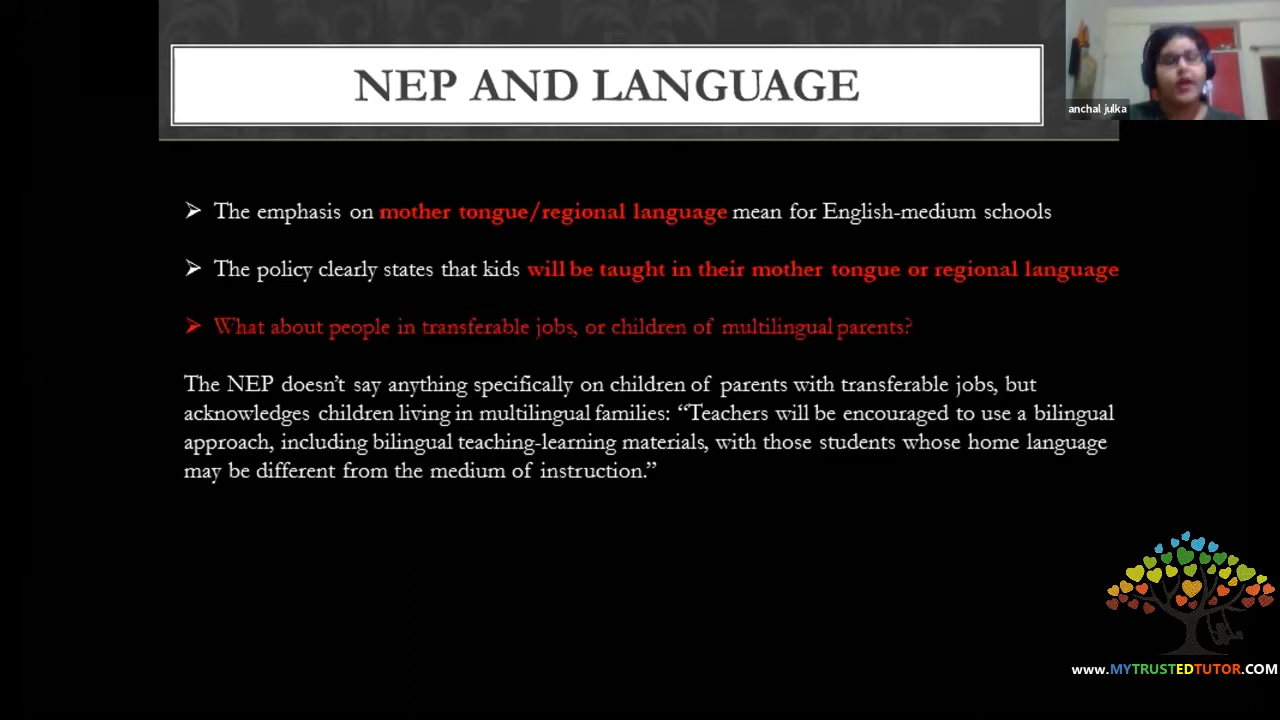 NEP AND LANGUAGE
anchal julka
The emphasis on mother tongue/regional language mean for English-medium schools
The policy clearly states that kids will be taught in their mother tongue or regional language
What about people in transferable jobs, or children of multilingual parents?
The NEP doesn't say anything specifically on children of parents with transferable jobs, but
acknowledges children living in multilingual families: “Teachers will be encouraged to use a bilingual
approach, including bilingual teaching-learning materials, with those students whose home language
may be different from the medium of instruction.”
www.MYTRUSTEDTUTOR.COM